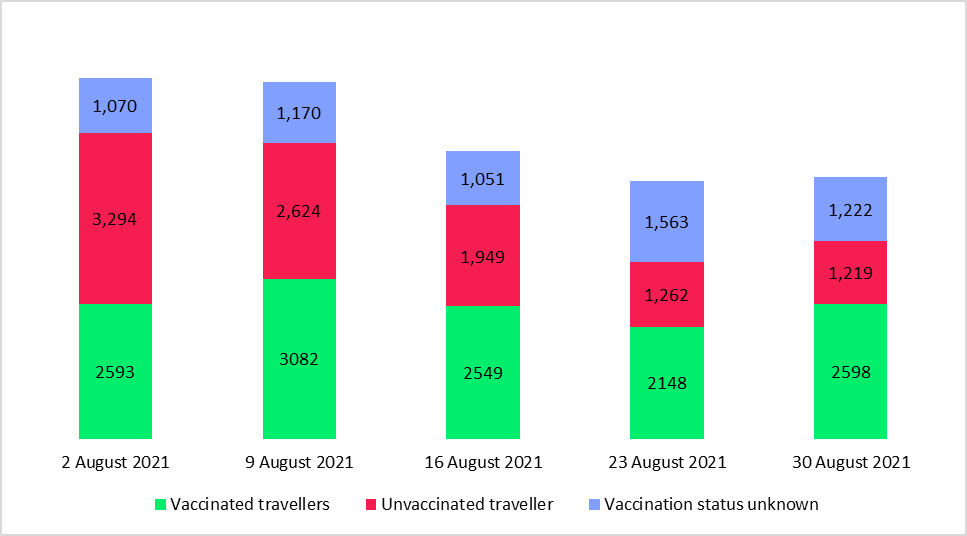 1,070
1,170
1,051
1,563
1,222
3,294
2,624
1,949
1,262
1,219
2593
3082
2549
2148
2598
2 August 2021
9 August 2021
16 August 2021
23 August 2021
30 August 2021
Vaccinated travellers
Unvaccinated traveller
Vaccination status unknown